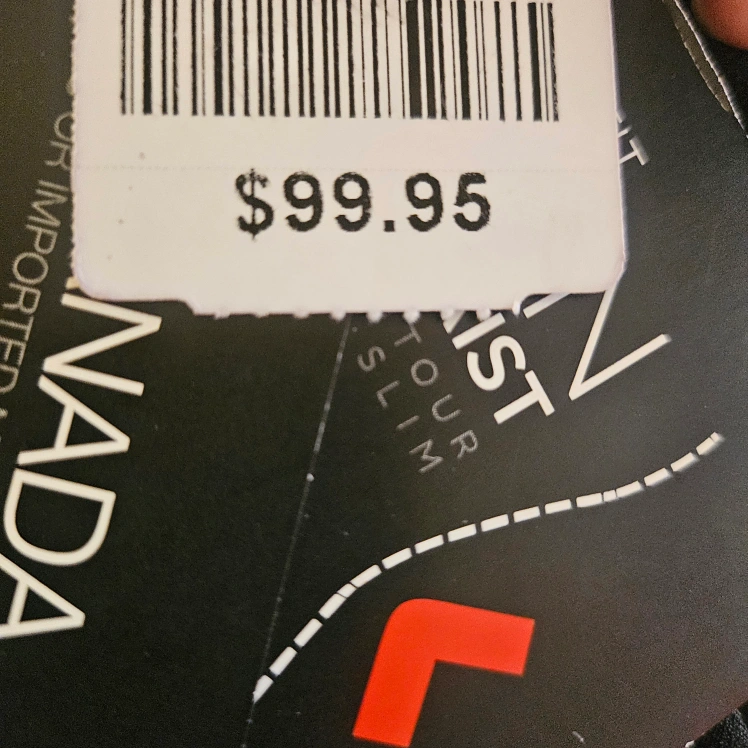 $99.95
OR IMPORTED
NADA
IST
TOUR
SLIM